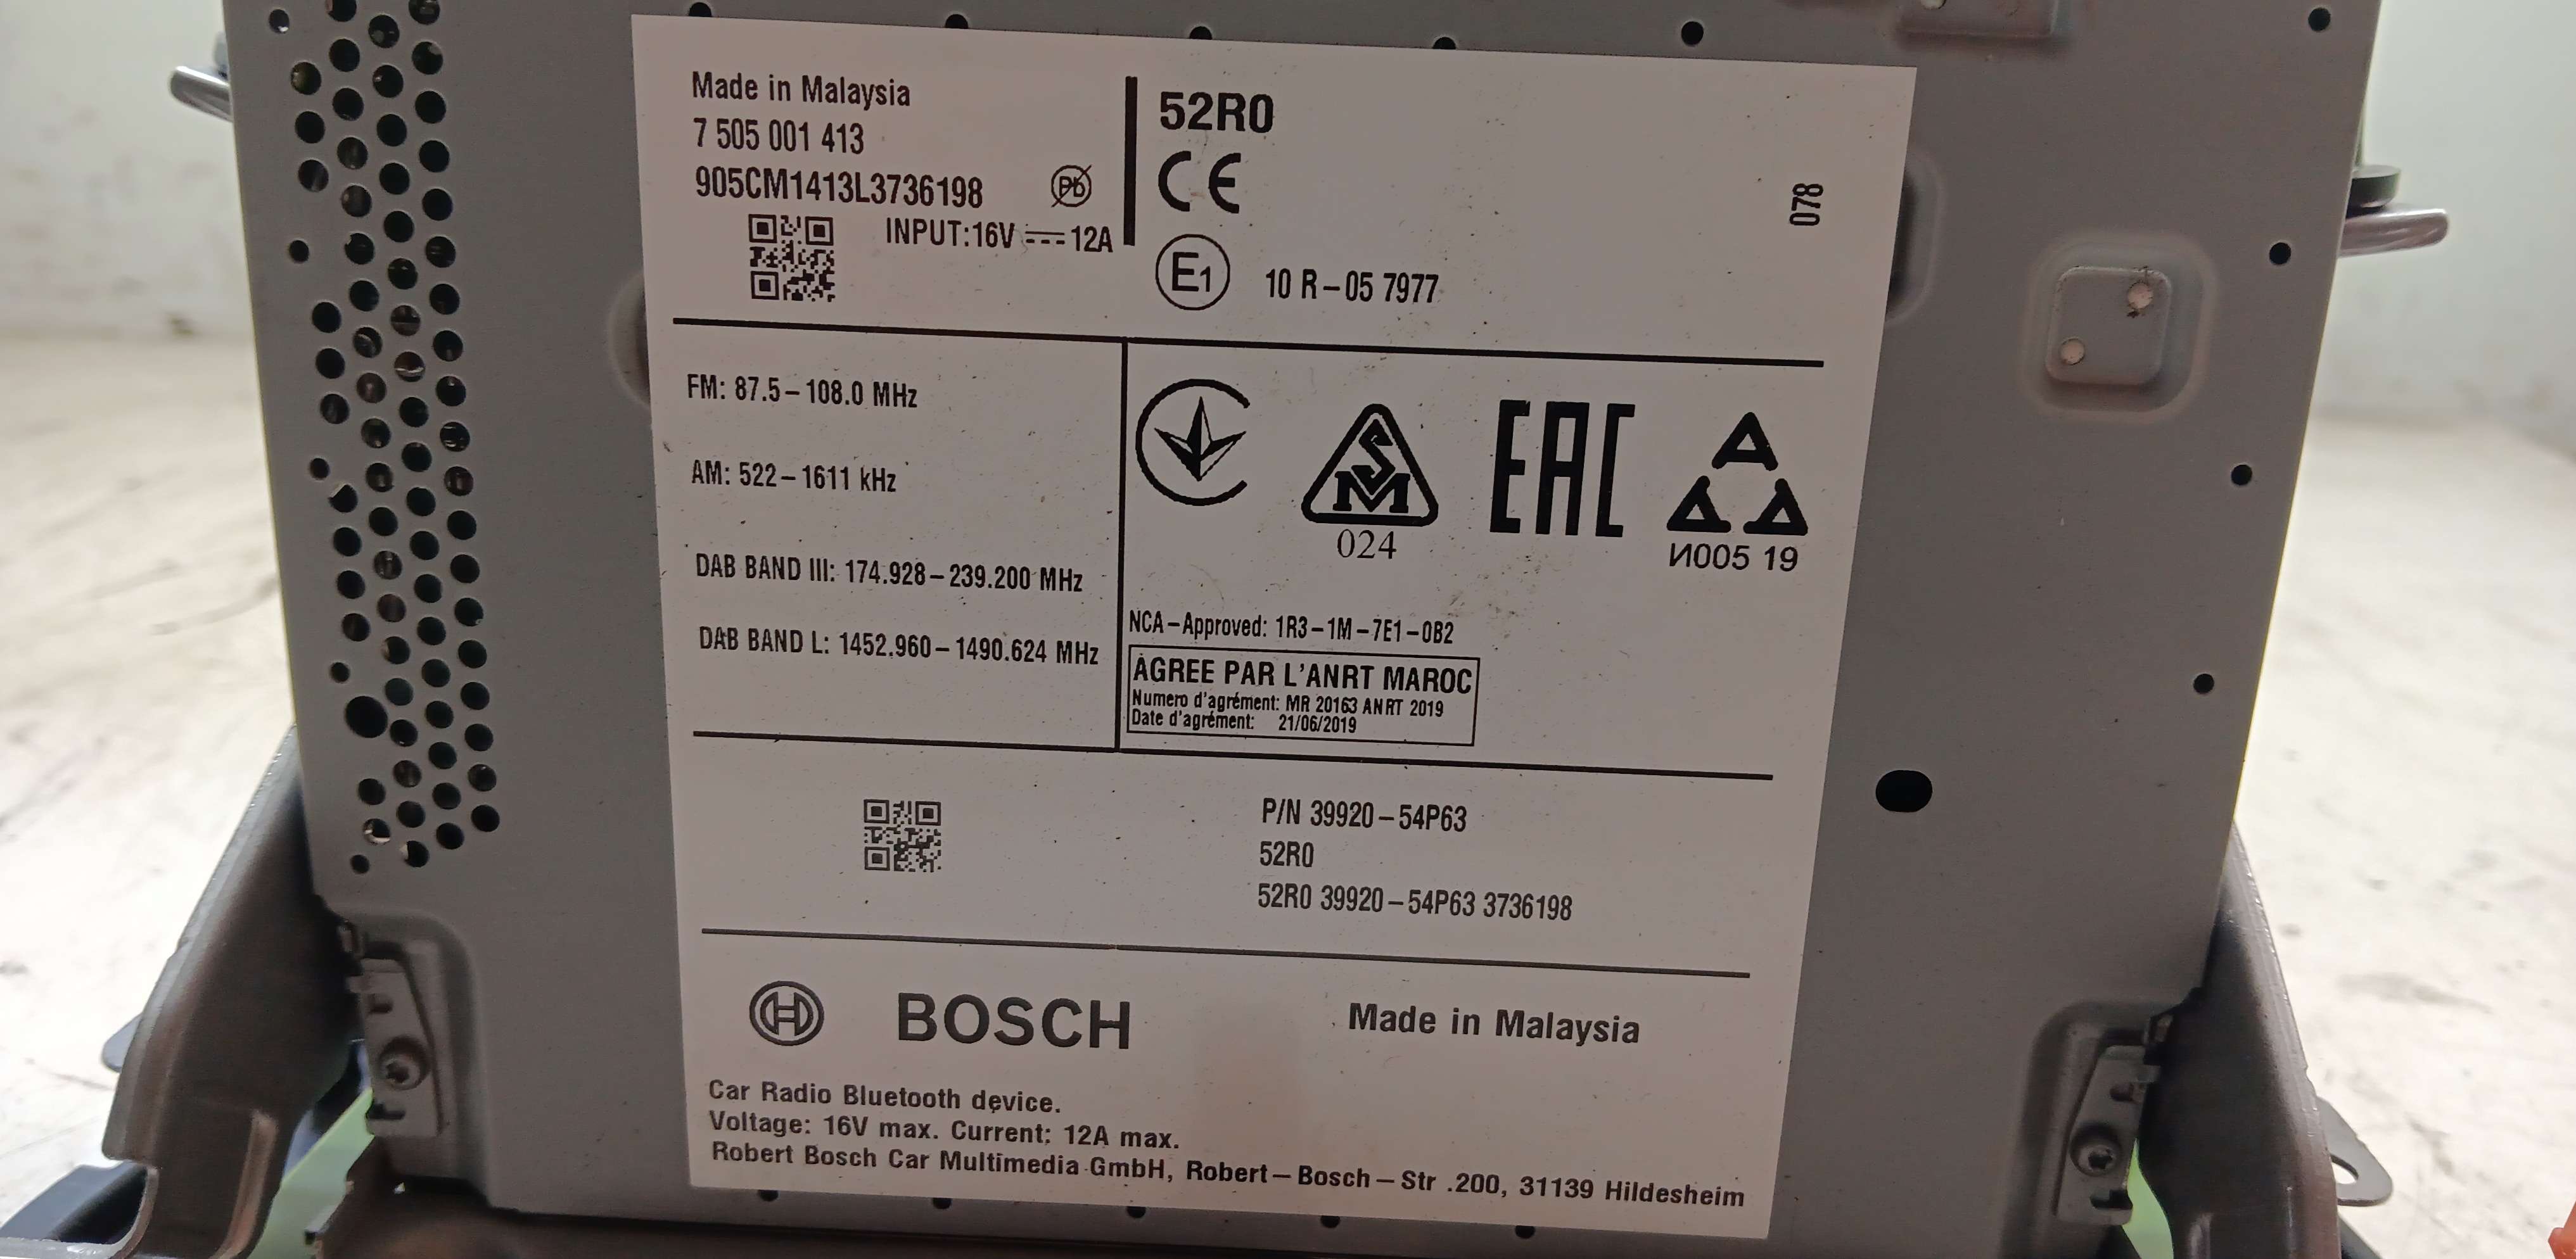 Made in Malaysia
7 505 001 413
905CM1413L3736198
Pb
INPUT:16V ⎓ 12A
52R0
CE
E1
10 R-05 7977
078
FM: 87.5-108.0 MHz
AM: 522-1611 kHz
DAB BAND III: 174.928-239.200 MHz
DAB BAND L: 1452.960-1490.624 MHz
SM
024
EAC
AAA
И005 19
NCA-Approved: 1R3-1M-7E1-0B2
AGREE PAR L'ANRT MAROC
Numero d'agrément: MR 20163 ANRT 2019
Date d'agrément: 21/06/2019
P/N 39920-54P63
52R0
52R0 39920-54P63 3736198
BOSCH
Made in Malaysia
Car Radio Bluetooth device.
Voltage: 16V max. Current: 12A max.
Robert Bosch Car Multimedia GmbH, Robert-Bosch-Str .200, 31139 Hildesheim